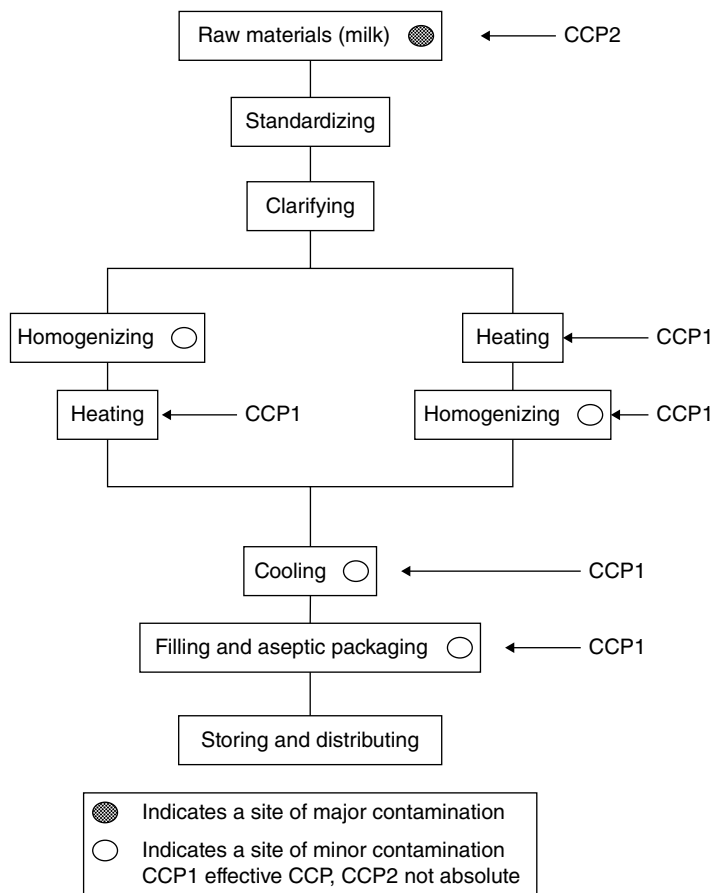 Raw materials (milk)
CCP2
Standardizing
Clarifying
Homogenizing
Heating
CCP1
Heating
CCP1
Homogenizing
CCP1
Cooling
CCP1
Filling and aseptic packaging
CCP1
Storing and distributing
Indicates a site of major contamination
Indicates a site of minor contamination
CCP1 effective CCP, CCP2 not absolute